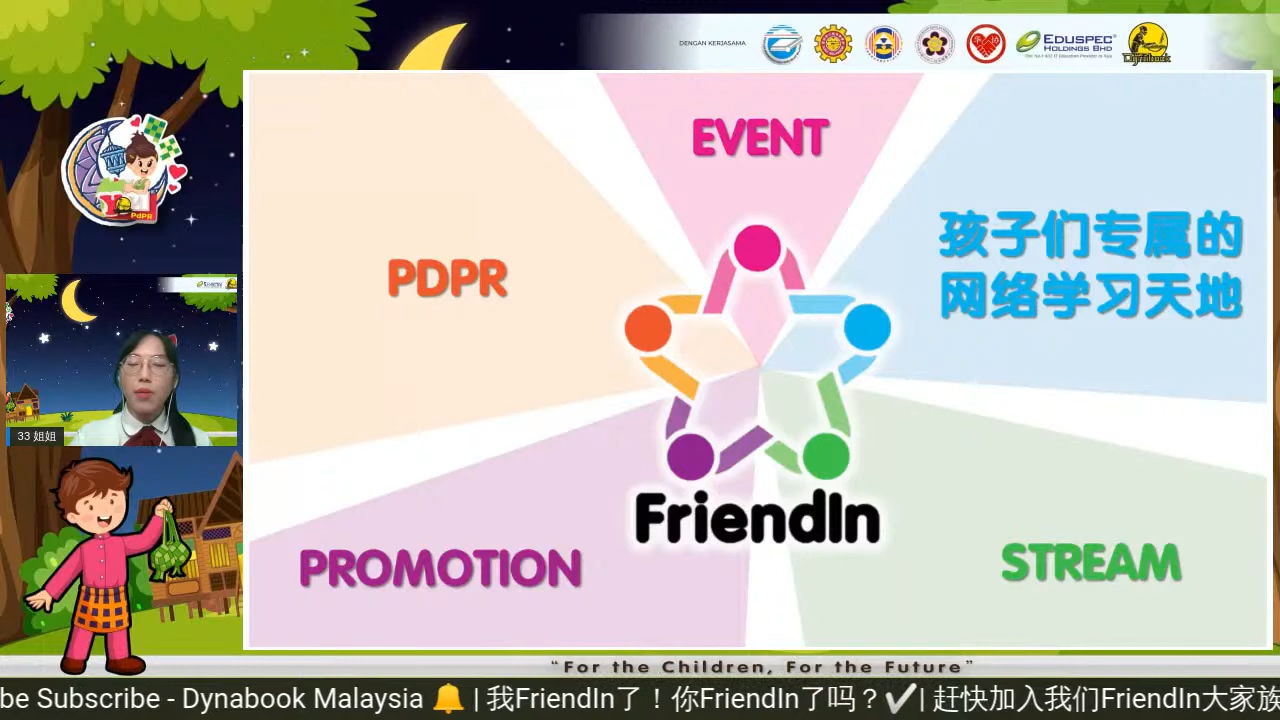 DENGAN KERJASAMA
EDUSPEC
HOLDINGS BHD
Dynabook
EVENT
孩子们专属的
网络学习天地
PDPR
PdPR
33 姐姐
FriendIn
PROMOTION
STREAM
“For the Children, For the Future”
be Subscribe - Dynabook Malaysia 🔔 | 我FriendIn了！你FriendIn了吗？✔| 赶快加入我们FriendIn大家族